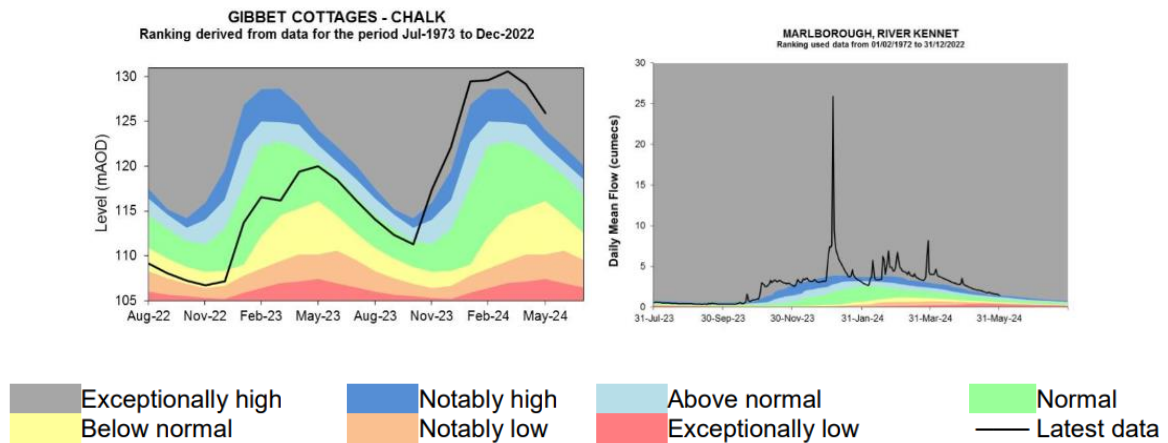 GIBBET COTTAGES - CHALK
Ranking derived from data for the period Jul-1973 to Dec-2022
Level (mAOD)
130
125
120
115
110
105
Aug-22 Nov-22 Feb-23 May-23 Aug-23 Nov-23 Feb-24 May-24
MARLBOROUGH, RIVER KENNET
Ranking used data from 01/02/1972 to 31/12/2022
Daily Mean Flow (cumecs)
30
25
20
15
10
5
0
31-Jul-23 30-Sep-23 30-Nov-23 31-Jan-24 31-Mar-24 31-May-24
Exceptionally high Notably high Above normal Normal
Below normal Notably low Exceptionally low Latest data